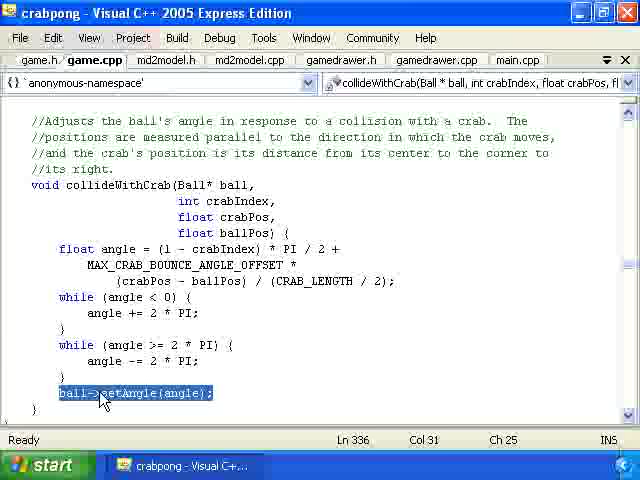 crabpong - Visual C++ 2005 Express Edition
File Edit View Project Build Debug Tools Window Community Help
game.h game.cpp md2model.h md2model.cpp gamedrawer.h gamedrawer.cpp main.cpp
{} `anonymous-namespace' collideWithCrab(Ball * ball, int crabIndex, float crabPos, fl
//Adjusts the ball's angle in response to a collision with a crab. The
//positions are measured parallel to the direction in which the crab moves,
//and the crab's position is its distance from its center to the corner to
//its right.
void collideWithCrab(Ball* ball,
int crabIndex,
float crabPos,
float ballPos) {
float angle = (1 - crabIndex) * PI / 2 +
MAX_CRAB_BOUNCE_ANGLE_OFFSET *
(crabPos - ballPos) / (CRAB_LENGTH / 2);
while (angle < 0) {
angle += 2 * PI;
}
while (angle >= 2 * PI) {
angle -= 2 * PI;
}
ball->setAngle(angle);
}
Ready Ln 336 Col 31 Ch 25 INS
start crabpong - Visual C+...